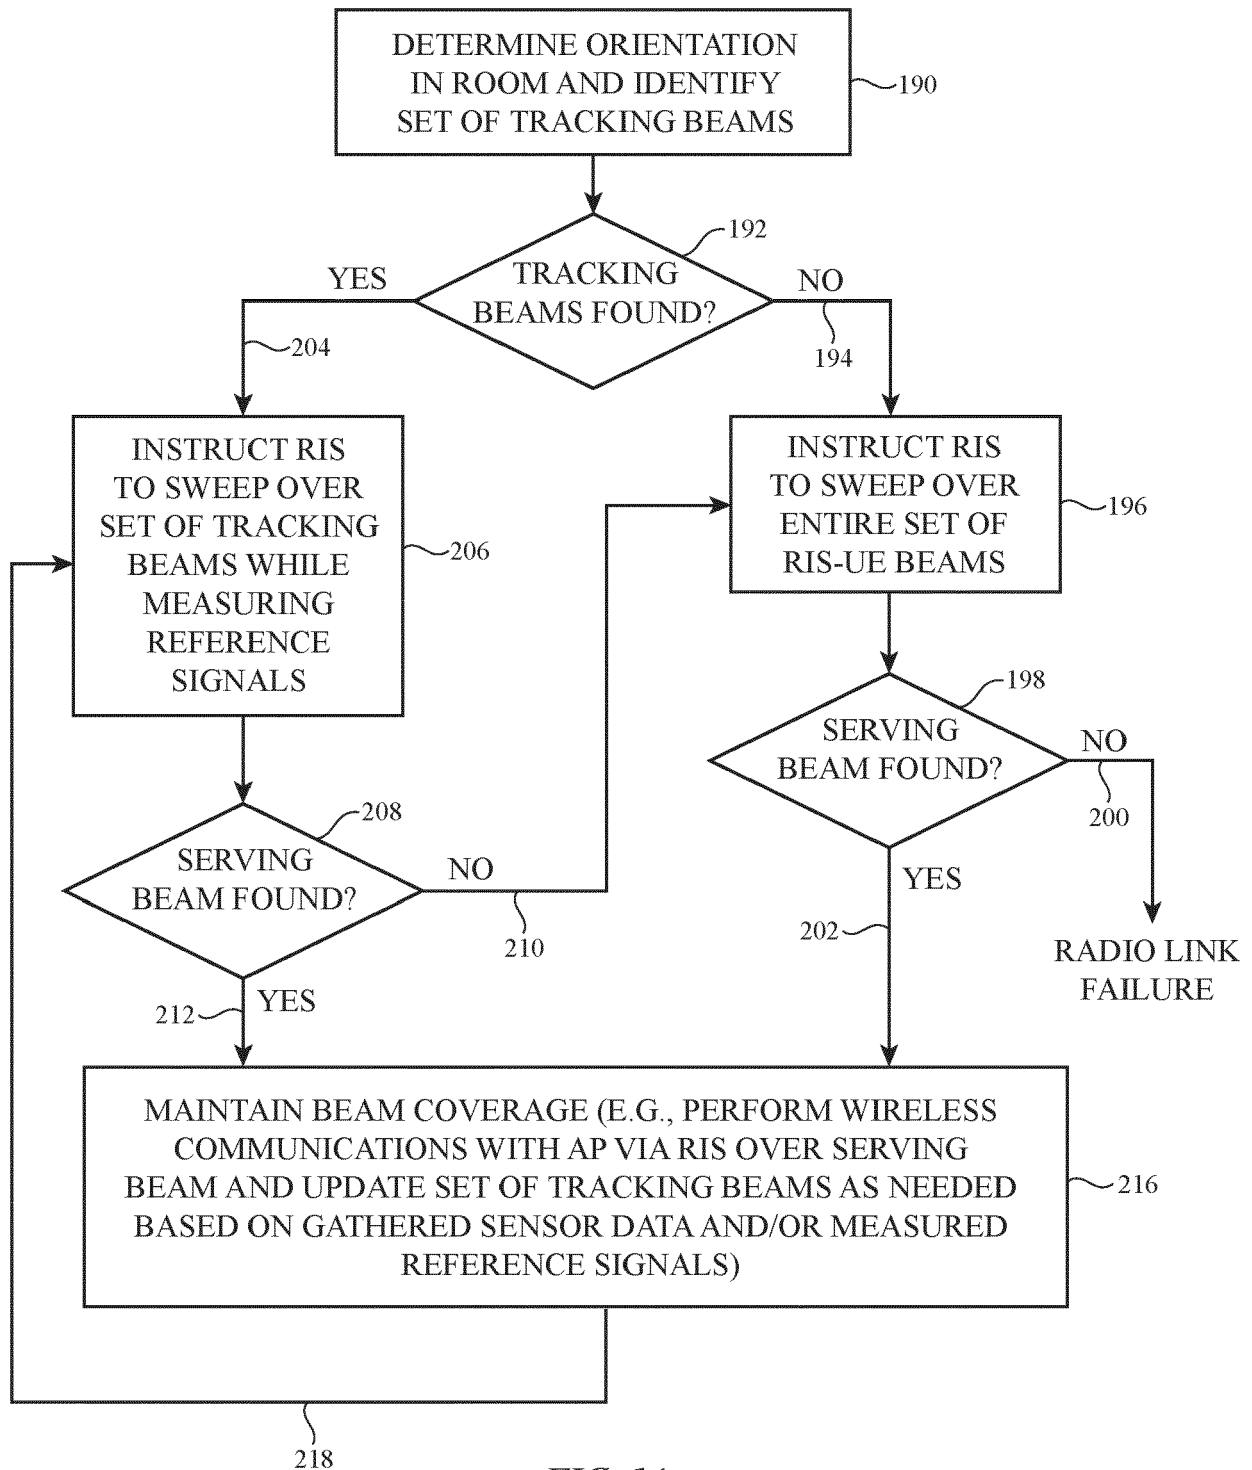 DETERMINE ORIENTATION
IN ROOM AND IDENTIFY
SET OF TRACKING BEAMS
190
192
TRACKING
BEAMS FOUND?
YES
NO
204
194
INSTRUCT RIS
TO SWEEP OVER
SET OF TRACKING
BEAMS WHILE
MEASURING
REFERENCE
SIGNALS
206
INSTRUCT RIS
TO SWEEP OVER
ENTIRE SET OF
RIS-UE BEAMS
196
198
SERVING
BEAM FOUND?
NO
200
YES
202
RADIO LINK
FAILURE
208
SERVING
BEAM FOUND?
NO
210
YES
212
MAINTAIN BEAM COVERAGE (E.G., PERFORM WIRELESS
COMMUNICATIONS WITH AP VIA RIS OVER SERVING
BEAM AND UPDATE SET OF TRACKING BEAMS AS NEEDED
BASED ON GATHERED SENSOR DATA AND/OR MEASURED
REFERENCE SIGNALS)
216
218